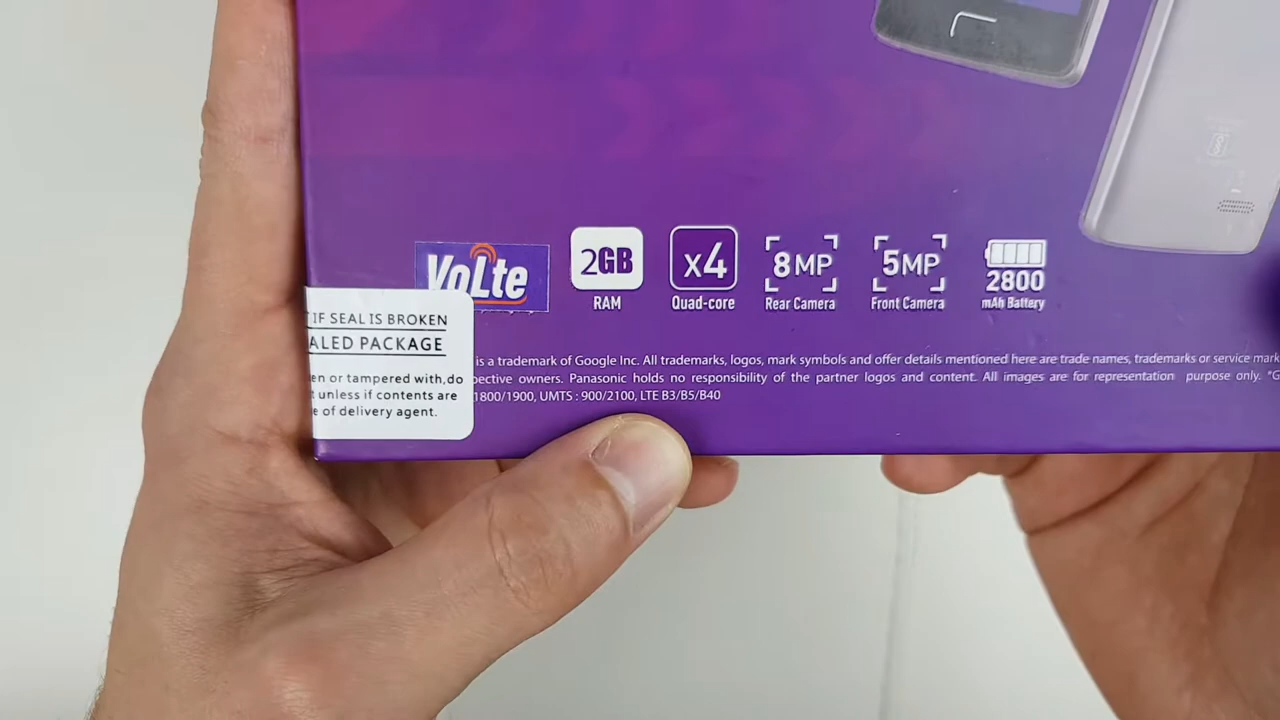 VoLte
2GB
RAM
x4
Quad-core
8MP
Rear Camera
5MP
Front Camera
2800
mAh Battery
IF SEAL IS BROKEN
ALED PACKAGE
en or tampered with,do
t unless if contents are
e of delivery agent.
is a trademark of Google Inc. All trademarks, logos, mark symbols and offer details mentioned here are trade names, trademarks or service mark
pective owners. Panasonic holds no responsibility of the partner logos and content. All images are for representation purpose only. *G
1800/1900, UMTS : 900/2100, LTE B3/B5/B40